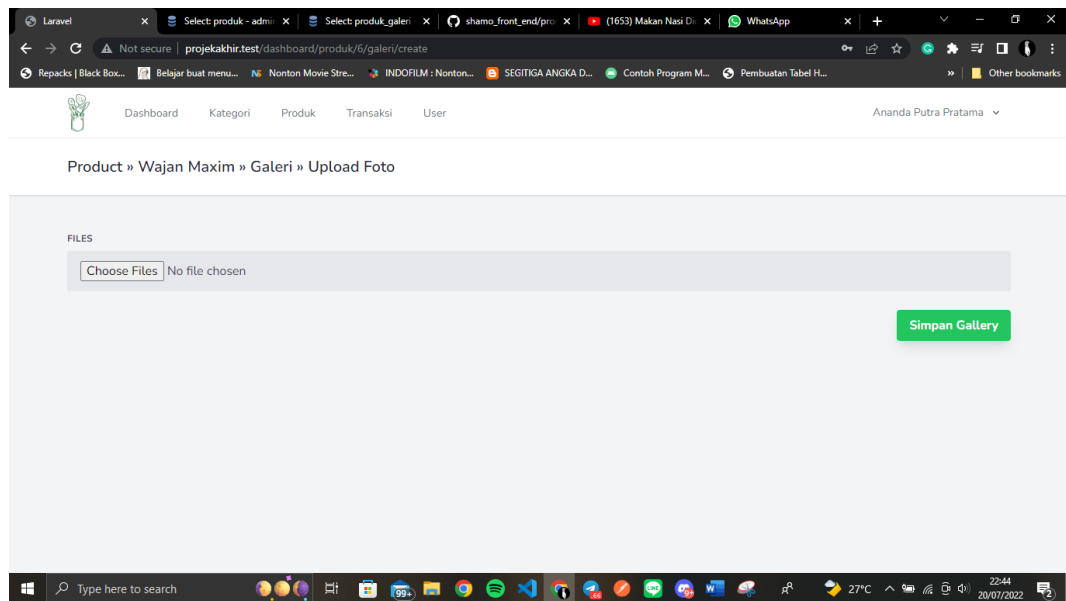 Laravel
Select: produk - admin
Select: produk_galeri -
shamo_front_end/pro
(1653) Makan Nasi Di
WhatsApp
Not secure | projekakhir.test/dashboard/produk/6/galeri/create
Repacks | Black Box...
Belajar buat menu...
Nonton Movie Stre...
INDOFILM : Nonton...
SEGITIGA ANGKA D...
Contoh Program M...
Pembuatan Tabel H...
»
Other bookmarks
Dashboard Kategori Produk Transaksi User
Ananda Putra Pratama
Product » Wajan Maxim » Galeri » Upload Foto
FILES
Choose Files No file chosen
Simpan Gallery
Type here to search
99+
27°C
22:44
20/07/2022
2